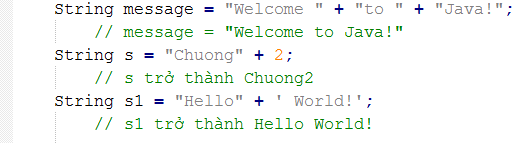 String message = "Welcome " + "to " + "Java!";
// message = "Welcome to Java!"
String s = "Chuong" + 2;
// s trở thành Chuong2
String s1 = "Hello" + ' World!';
// s1 trở thành Hello World!